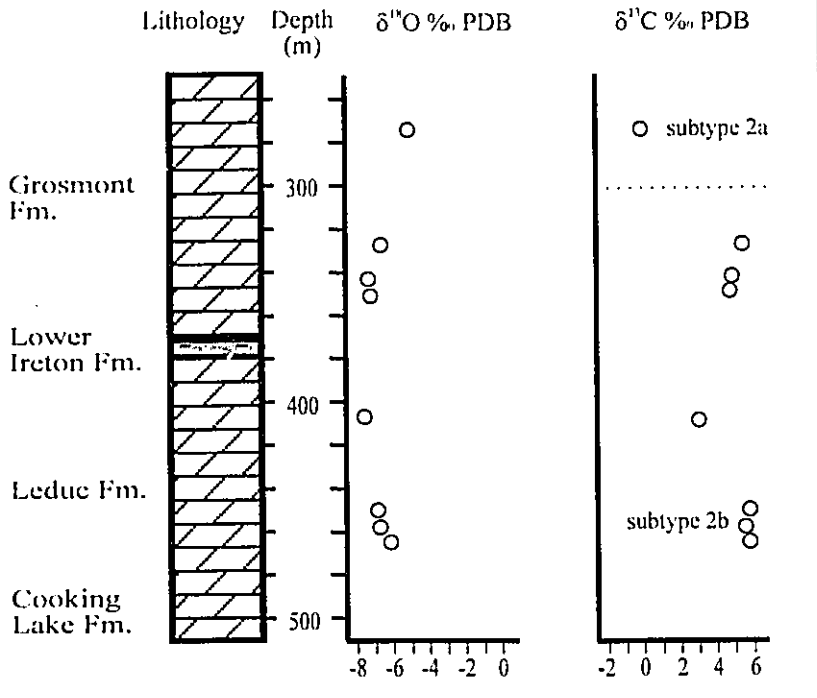 Lithology Depth (m) δ¹⁸O ‰ PDB δ¹³C ‰ PDB
subtype 2a
Grosmont Fm.
300
Lower Ireton Fm.
400
Leduc Fm.
subtype 2b
Cooking Lake Fm.
500
-8 -6 -4 -2 0
-2 0 2 4 6